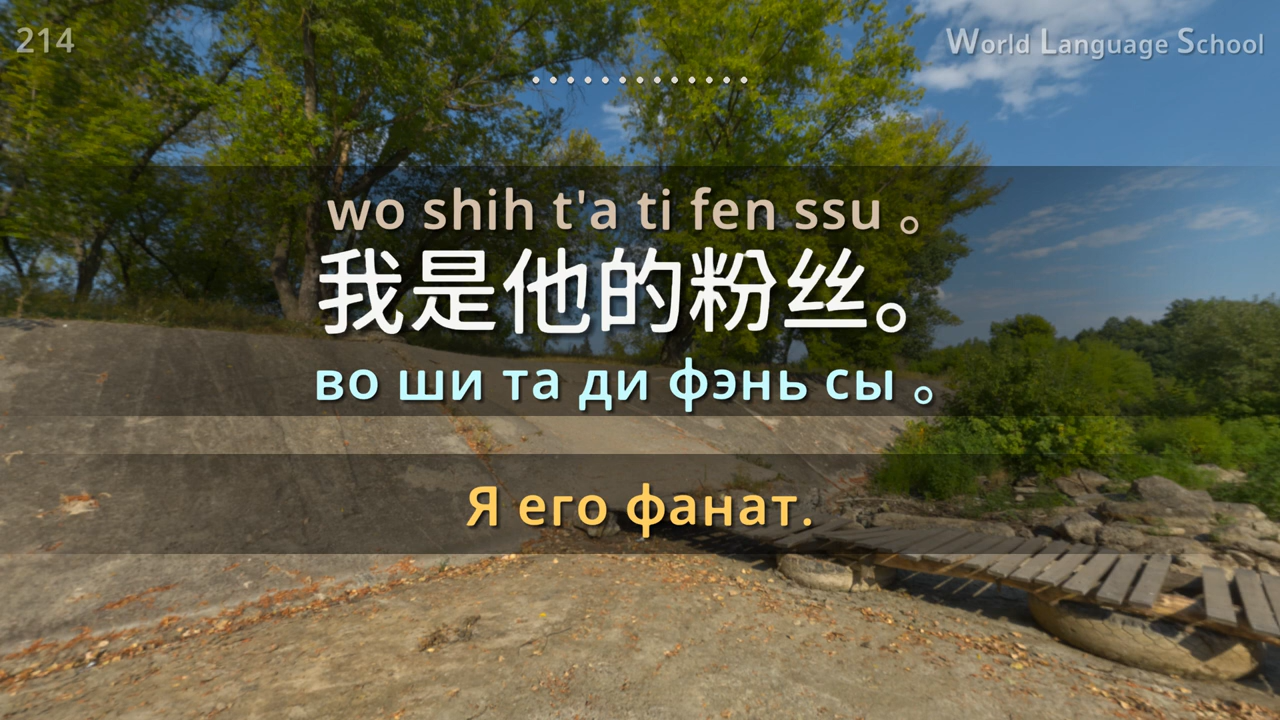 214
World Language School
wo shih t'a ti fen ssu 。
我是他的粉丝。
во ши та ди фэнь сы 。
Я его фанат.